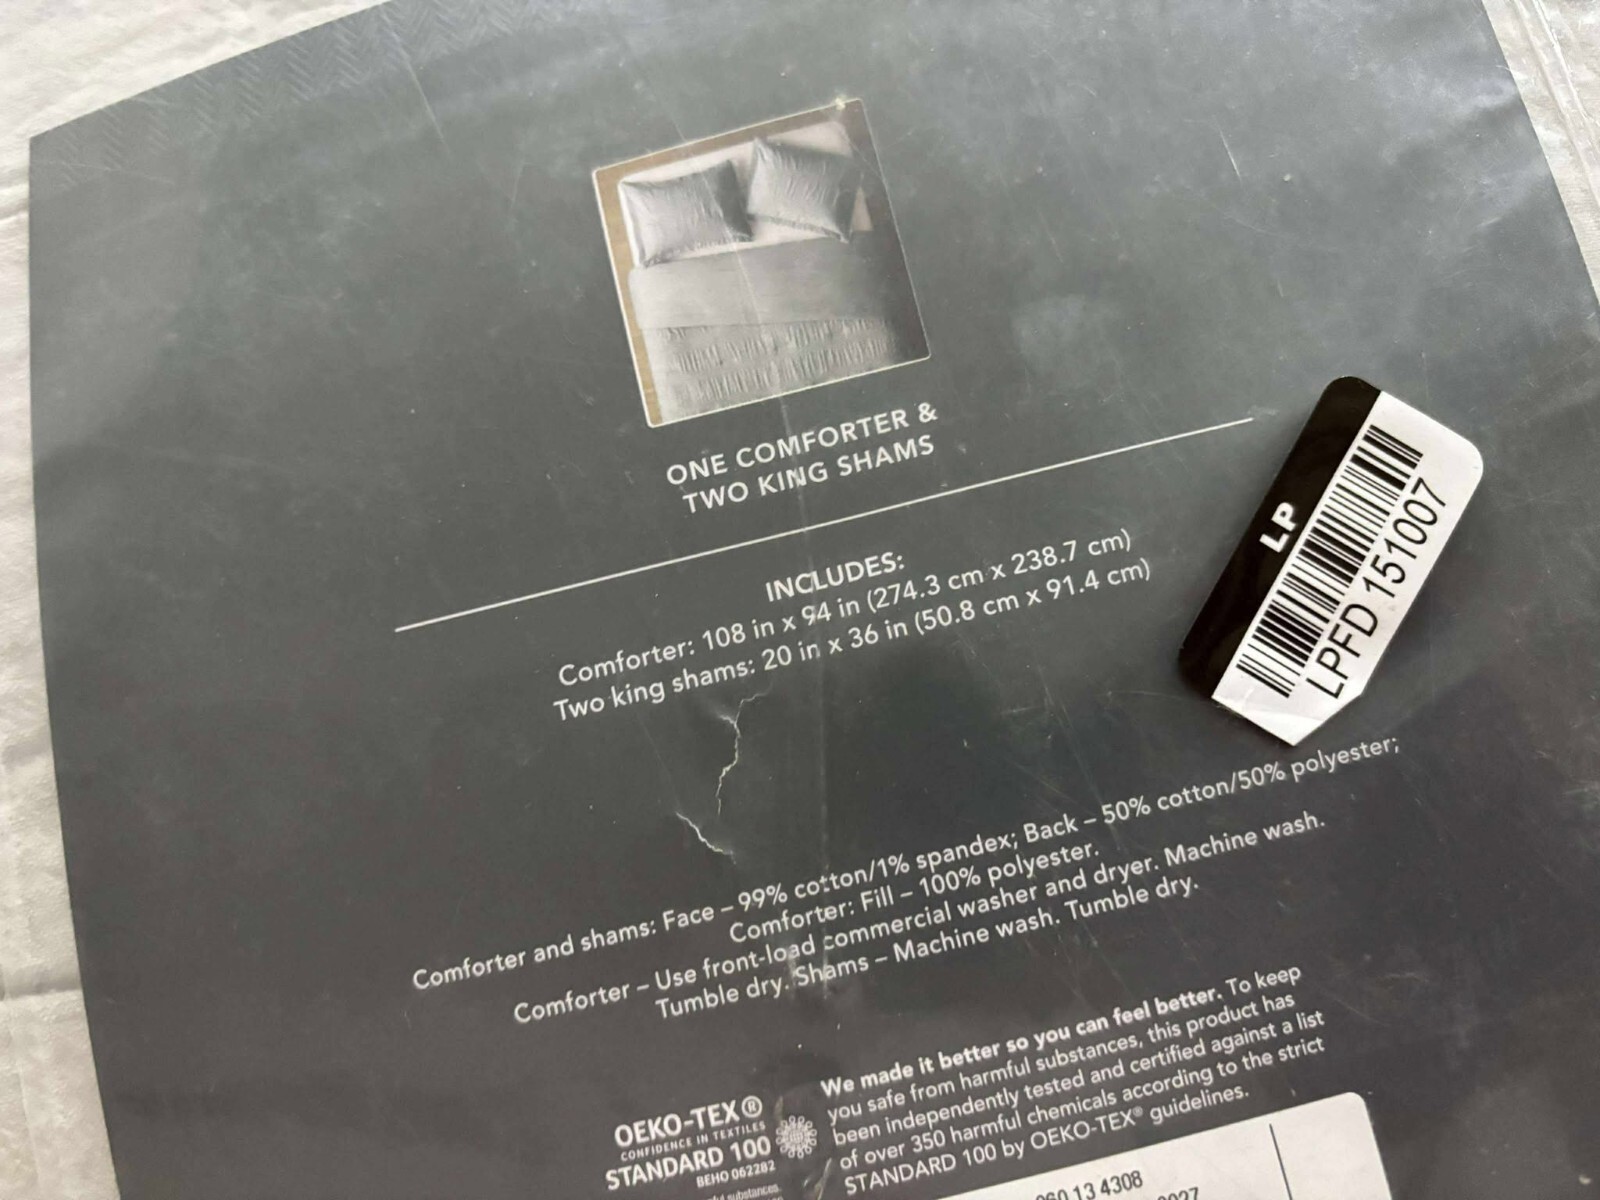 ONE COMFORTER &
TWO KING SHAMS
INCLUDES:
Comforter: 108 in x 94 in (274.3 cm x 238.7 cm)
Two king shams: 20 in x 36 in (50.8 cm x 91.4 cm)
LP
LPFD 151007
Comforter and shams: Face – 99% cotton/1% spandex; Back – 50% cotton/50% polyester;
Comforter: Fill – 100% polyester.
Comforter – Use front-load commercial washer and dryer. Machine wash.
Tumble dry. Shams – Machine wash. Tumble dry.
OEKO-TEX®
CONFIDENCE IN TEXTILES
STANDARD 100
BEHO 062282
We made it better so you can feel better. To keep
you safe from harmful substances, this product has
been independently tested and certified against a list
of over 350 harmful chemicals according to the strict
STANDARD 100 by OEKO-TEX® guidelines.
substances.
060 13 4308